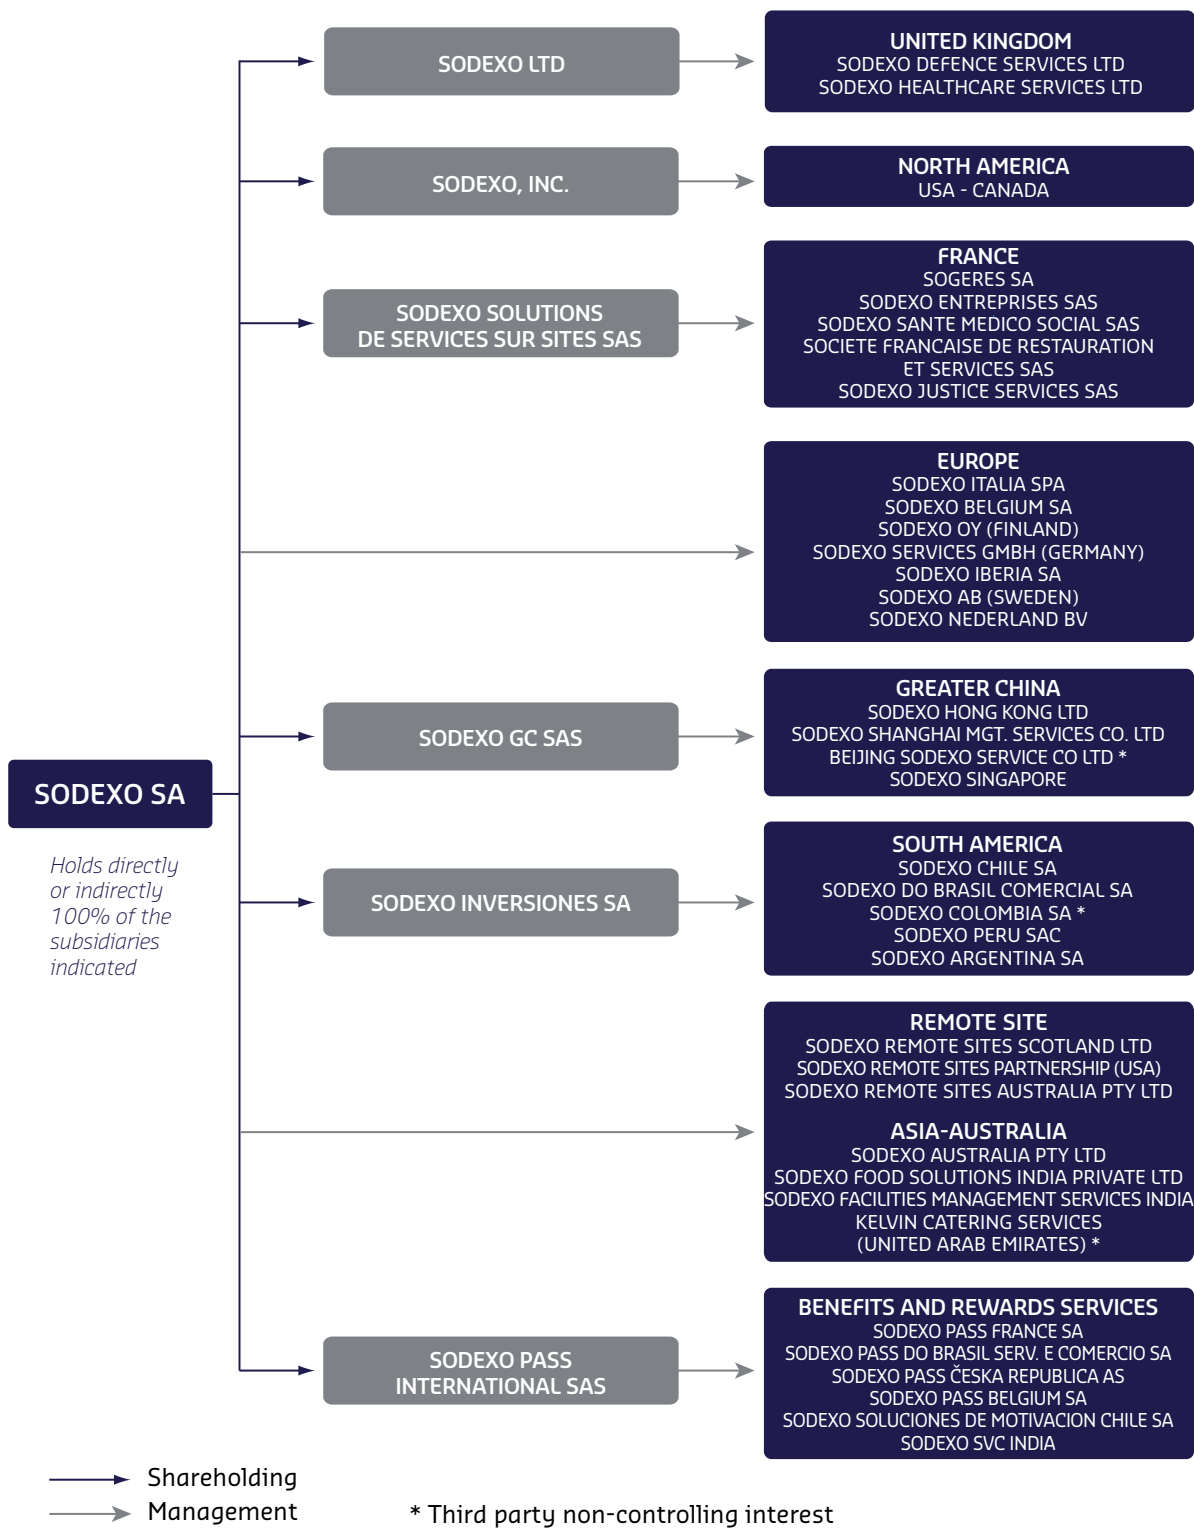 SODEXO LTD
UNITED KINGDOM
SODEXO DEFENCE SERVICES LTD
SODEXO HEALTHCARE SERVICES LTD
SODEXO, INC.
NORTH AMERICA
USA - CANADA
SODEXO SOLUTIONS
DE SERVICES SUR SITES SAS
FRANCE
SOGERES SA
SODEXO ENTREPRISES SAS
SODEXO SANTE MEDICO SOCIAL SAS
SOCIETE FRANCAISE DE RESTAURATION
ET SERVICES SAS
SODEXO JUSTICE SERVICES SAS
EUROPE
SODEXO ITALIA SPA
SODEXO BELGIUM SA
SODEXO OY (FINLAND)
SODEXO SERVICES GMBH (GERMANY)
SODEXO IBERIA SA
SODEXO AB (SWEDEN)
SODEXO NEDERLAND BV
SODEXO GC SAS
GREATER CHINA
SODEXO HONG KONG LTD
SODEXO SHANGHAI MGT. SERVICES CO. LTD
BEIJING SODEXO SERVICE CO LTD *
SODEXO SINGAPORE
SODEXO SA
Holds directly
or indirectly
100% of the
subsidiaries
indicated
SODEXO INVERSIONES SA
SOUTH AMERICA
SODEXO CHILE SA
SODEXO DO BRASIL COMERCIAL SA
SODEXO COLOMBIA SA *
SODEXO PERU SAC
SODEXO ARGENTINA SA
REMOTE SITE
SODEXO REMOTE SITES SCOTLAND LTD
SODEXO REMOTE SITES PARTNERSHIP (USA)
SODEXO REMOTE SITES AUSTRALIA PTY LTD
ASIA-AUSTRALIA
SODEXO AUSTRALIA PTY LTD
SODEXO FOOD SOLUTIONS INDIA PRIVATE LTD
SODEXO FACILITIES MANAGEMENT SERVICES INDIA
KELVIN CATERING SERVICES
(UNITED ARAB EMIRATES) *
SODEXO PASS
INTERNATIONAL SAS
BENEFITS AND REWARDS SERVICES
SODEXO PASS FRANCE SA
SODEXO PASS DO BRASIL SERV. E COMERCIO SA
SODEXO PASS ČESKA REPUBLICA AS
SODEXO PASS BELGIUM SA
SODEXO SOLUCIONES DE MOTIVACION CHILE SA
SODEXO SVC INDIA
Shareholding
Management
* Third party non-controlling interest